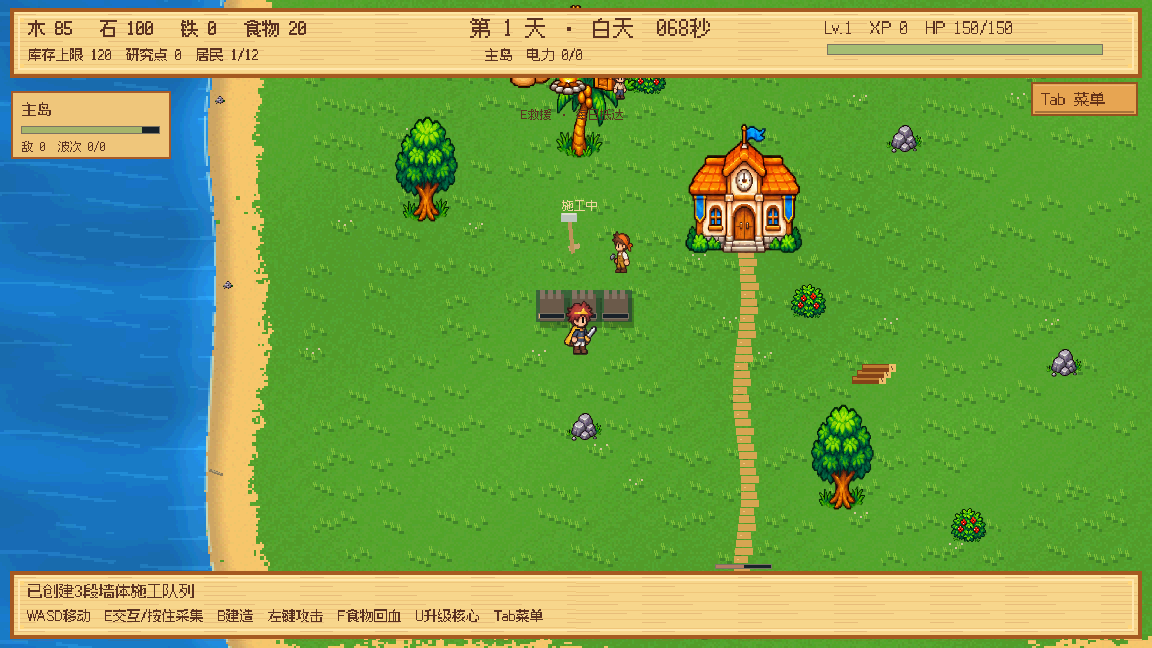 木 85 石 100 铁 0 食物 20
第 1 天 · 白天 068秒
Lv.1 XP 0 HP 150/150
库存上限 120 研究点 0 居民 1/12
主岛 电力 0/0
主岛
敌 0 波次 0/0
Tab 菜单
E救援
施工中
已创建3段墙体施工队列
WASD移动 E交互/按住采集 B建造 左键攻击 F食物回血 U升级核心 Tab菜单